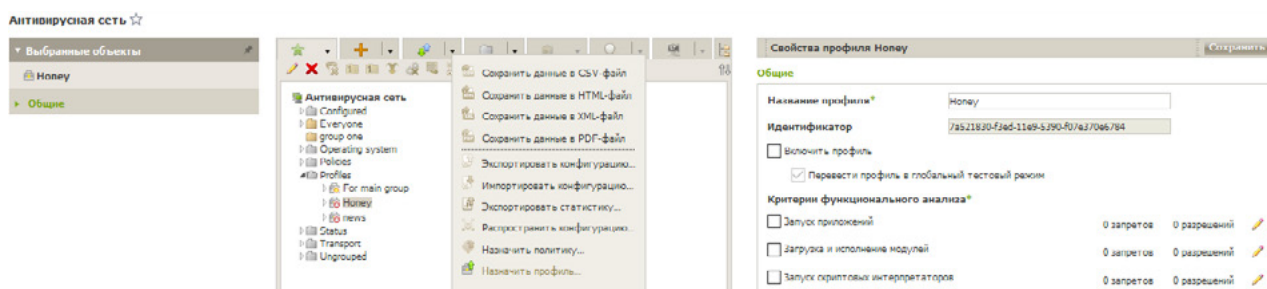 Антивирусная сеть
Выбранные объекты
Honey
Общие
Антивирусная сеть
Configured
Everyone
group one
Operating system
Policies
Profiles
For main group
Honey
news
Status
Transport
Ungrouped
Сохранить данные в CSV-файл
Сохранить данные в HTML-файл
Сохранить данные в XML-файл
Сохранить данные в PDF-файл
Экспортировать конфигурацию...
Импортировать конфигурацию...
Экспортировать статистику...
Распространить конфигурацию...
Назначить политику...
Назначить профиль...
Свойства профиля Honey
Сохранить
Общие
Название профиля* Honey
Идентификатор 7a521830-f3ed-11e9-5390-f07e370e6784
Включить профиль
Перевести профиль в глобальный тестовый режим
Критерии функционального анализа*
Запуск приложений 0 запретов 0 разрешений
Загрузка и исполнение модулей 0 запретов 0 разрешений
Запуск скриптовых интерпретаторов 0 запретов 0 разрешений